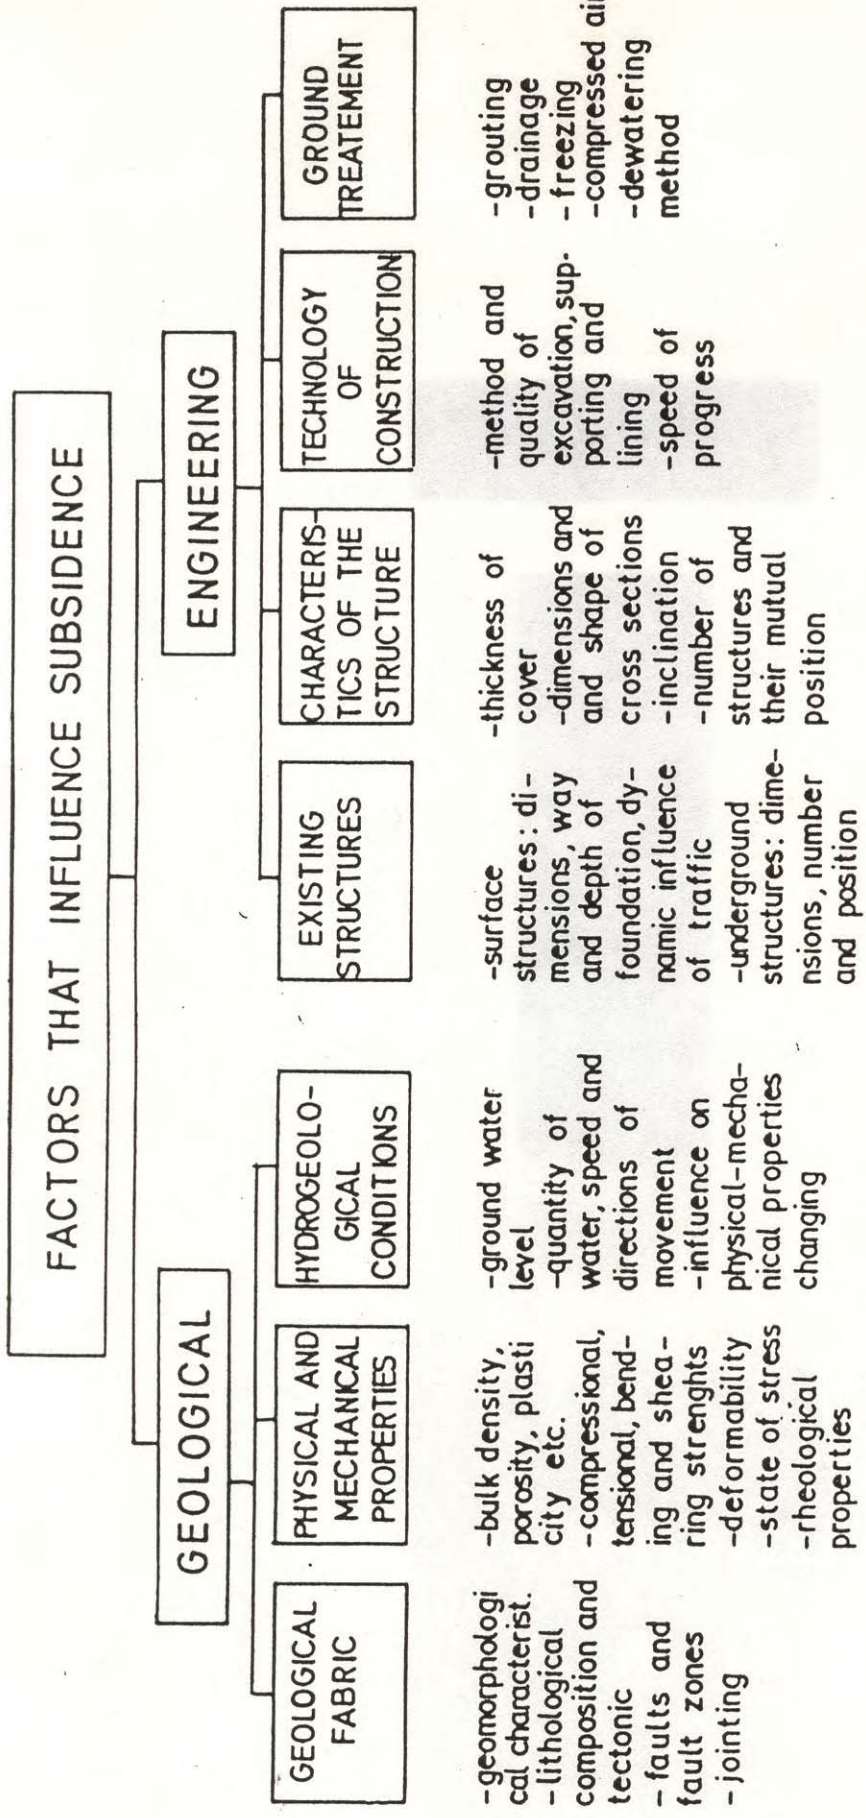 FACTORS THAT INFLUENCE SUBSIDENCE
GEOLOGICAL
ENGINEERING
GEOLOGICAL
FABRIC
PHYSICAL AND
MECHANICAL
PROPERTIES
HYDROGEOLO-
GICAL
CONDITIONS
EXISTING
STRUCTURES
CHARACTERIS-
TICS OF THE
STRUCTURE
TECHNOLOGY
OF
CONSTRUCTION
GROUND
TREATEMENT
-geomorphologi
cal characterist.
-lithological
composition and
tectonic
-faults and
fault zones
-jointing
-bulk density,
porosity, plasti
city etc.
-compressional,
tensional, bend-
ing and shea-
ring strenghts
-deformability
-state of stress
-rheological
properties
-ground water
level
-quantity of
water, speed and
directions of
movement
-influence on
physical-mecha-
nical properties
changing
-surface
structures: di-
mensions, way
and depth of
foundation, dy-
namic influence
of traffic
-underground
structures: dime-
nsions, number
and position
-thickness of
cover
-dimensions and
and shape of
cross sections
-inclination
-number of
structures and
their mutual
position
-method and
quality of
excavation, sup-
porting and
lining
-speed of
progress
-grouting
-drainage
-freezing
-compressed air
-dewatering
method